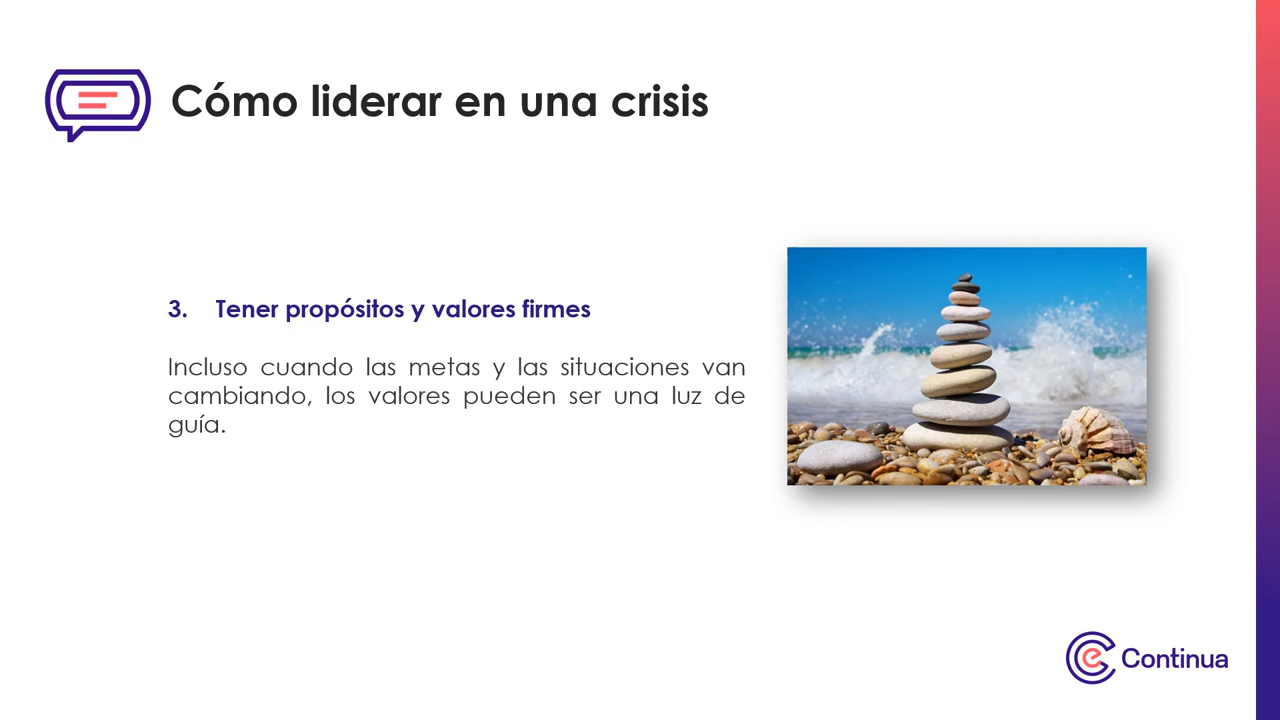 Cómo liderar en una crisis
3. Tener propósitos y valores firmes
Incluso cuando las metas y las situaciones van
cambiando, los valores pueden ser una luz de
guía.
Continua